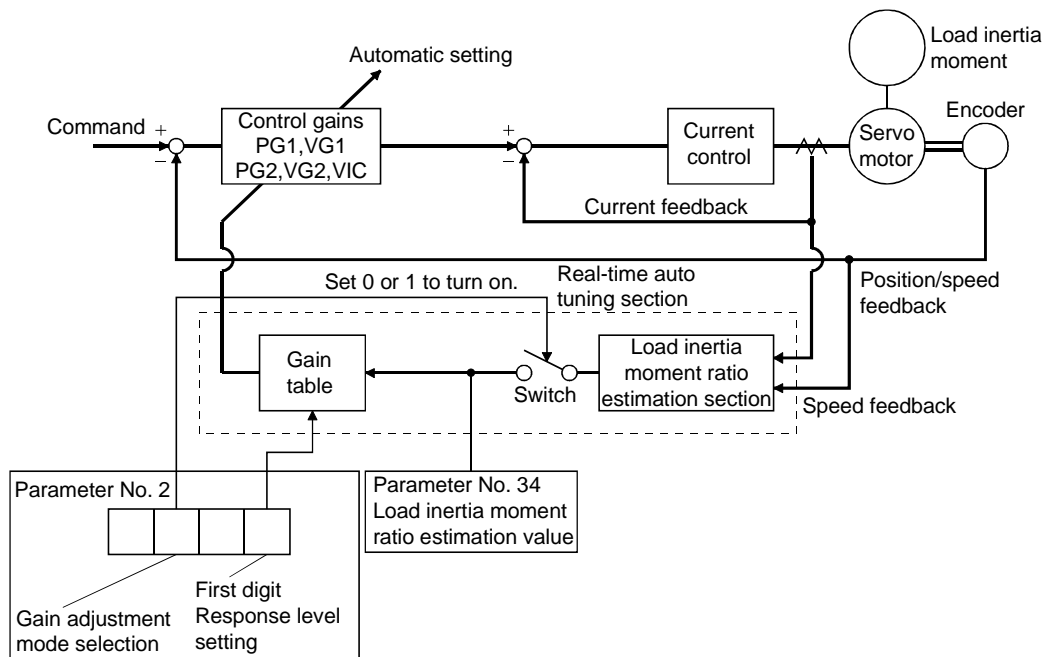 Automatic setting
Load inertia
moment
Command
+
−
Control gains
PG1,VG1
PG2,VG2,VIC
+
−
Current
control
Servo
motor
Encoder
Current feedback
Position/speed
feedback
Set 0 or 1 to turn on.
Real-time auto
tuning section
Gain
table
Switch
Load inertia
moment ratio
estimation section
Speed feedback
Parameter No. 2
Parameter No. 34
Load inertia moment
ratio estimation value
Gain adjustment
mode selection
First digit
Response level
setting